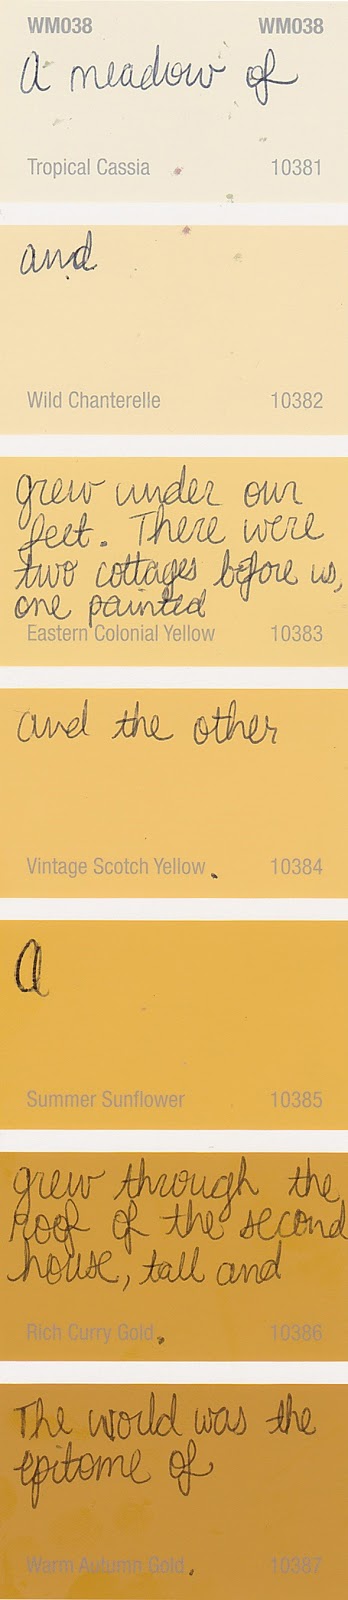 WM038 WM038
A meadow of
Tropical Cassia 10381
and
Wild Chanterelle 10382
grew under our
feet. There were
two cottages before us,
one painted
Eastern Colonial Yellow 10383
and the other
Vintage Scotch Yellow. 10384
A
Summer Sunflower 10385
grew through the
roof of the second
house, tall and
Rich Curry Gold. 10386
The world was the
epitome of
Warm Autumn Gold. 10387